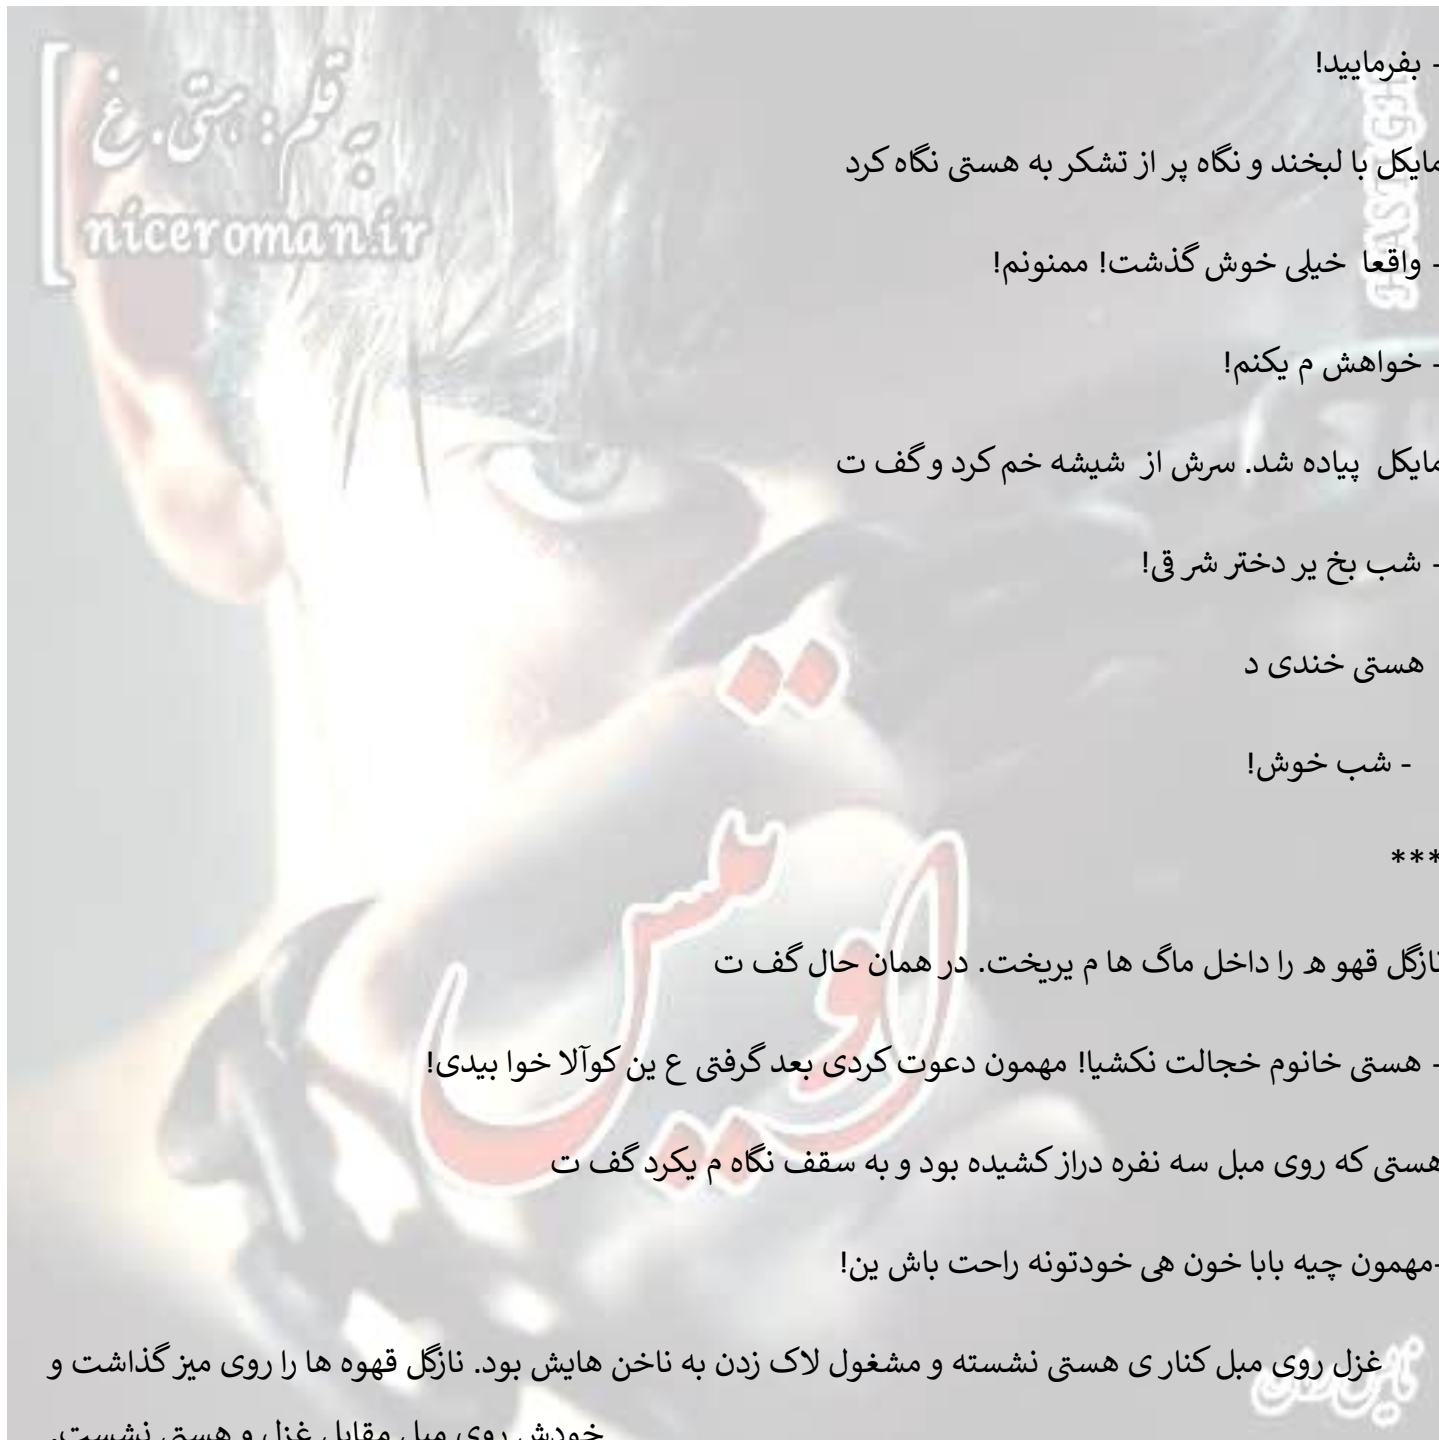 به قلم: هستی.غ
niceroman.ir
HASTI.GH
- بفرمایید!
مایکل با لبخند و نگاه پر از تشکر به هستی نگاه کرد
- واقعا خیلی خوش گذشت! ممنونم!
- خواهش م یکنم!
مایکل پیاده شد. سرش از شیشه خم کرد و گف ت
- شب بخ یر دختر شر قی!
هستی خندی د
- شب خوش!
***
نازگل قهو ه را داخل ماگ ها م یریخت. در همان حال گف ت
- هستی خانوم خجالت نکشیا! مهمون دعوت کردی بعد گرفتی ع ین کوآلا خوا بیدی!
هستی که روی مبل سه نفره دراز کشیده بود و به سقف نگاه م یکرد گف ت
-مهمون چیه بابا خون هی خودتونه راحت باش ین!
غزل روی مبل کنار ی هستی نشسته و مشغول لاک زدن به ناخن هایش بود. نازگل قهوه ها را روی میز گذاشت و
خودش روی مبل مقابل غزل و هستی نشست.